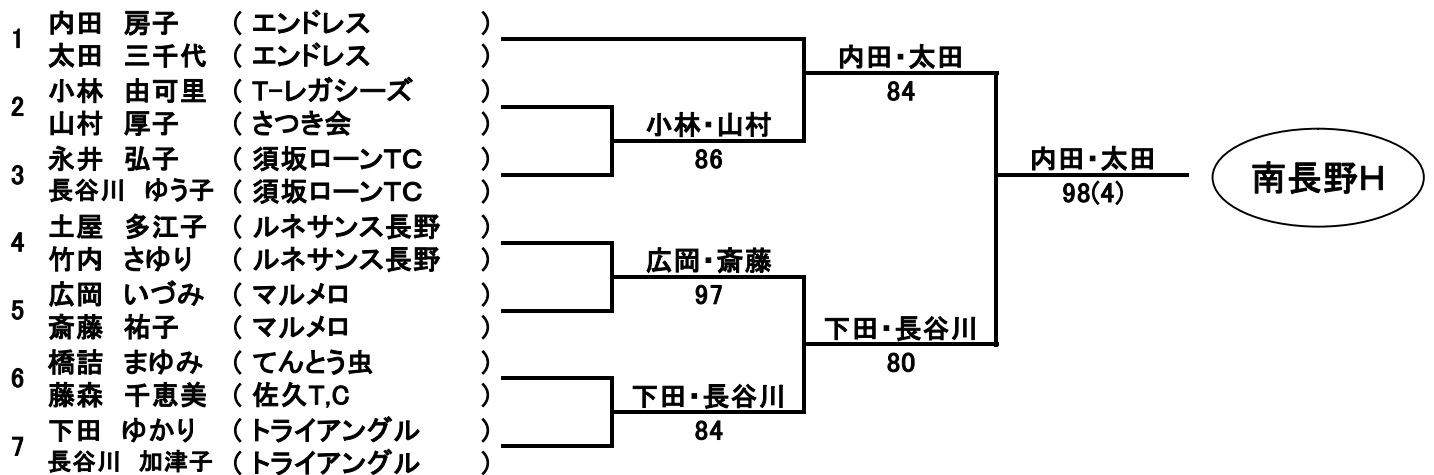 1 内田 房子 ( エンドレス )
太田 三千代 ( エンドレス )
2 小林 由可里 ( T-レガシーズ )
山村 厚子 ( さつき会 )
3 永井 弘子 ( 須坂ローンTC )
長谷川 ゆう子 ( 須坂ローンTC )
4 土屋 多江子 ( ルネサンス長野 )
竹内 さゆり ( ルネサンス長野 )
5 広岡 いづみ ( マルメロ )
斎藤 祐子 ( マルメロ )
6 橋詰 まゆみ ( てんとう虫 )
藤森 千恵美 ( 佐久T,C )
7 下田 ゆかり ( トライアングル )
長谷川 加津子 ( トライアングル )
小林・山村
86
広岡・斎藤
97
下田・長谷川
84
内田・太田
84
下田・長谷川
80
内田・太田
98(4)
南長野H